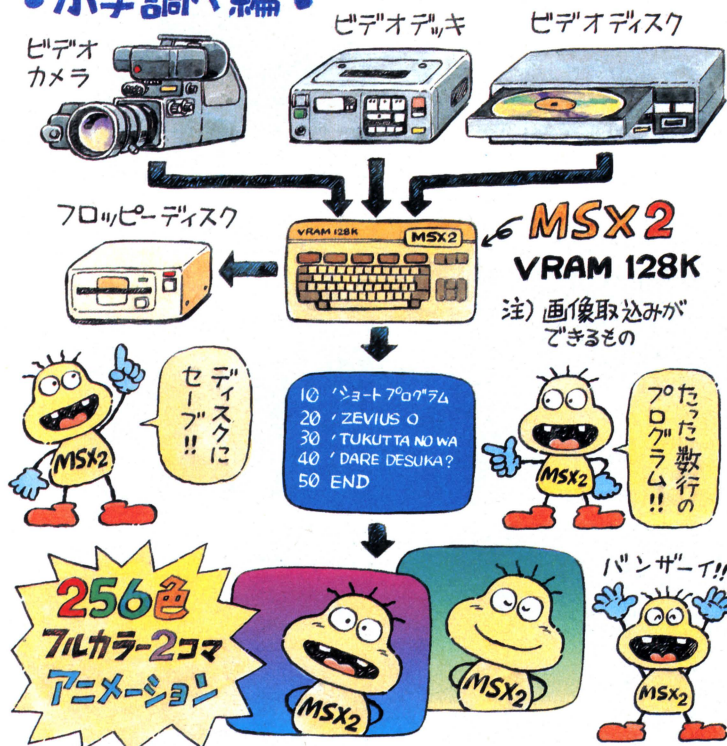 ビデオデッキ
ビデオディスク
ビデオ
カメラ
フロッピーディスク
VRAM 128K
MSX2
MSX2
VRAM 128K
注)画像取込みが
できるもの
ディスクに
セーブ!!
MSX2
10 'ショートプログラム
20 'ZEVIUS O
30 'TUKUTTA NO WA
40 'DARE DESUKA?
50 END
たった数行の
プログラム!!
MSX2
256色
フルカラー2コマ
アニメーション
MSX2
MSX2
バンザーイ!!
MSX2